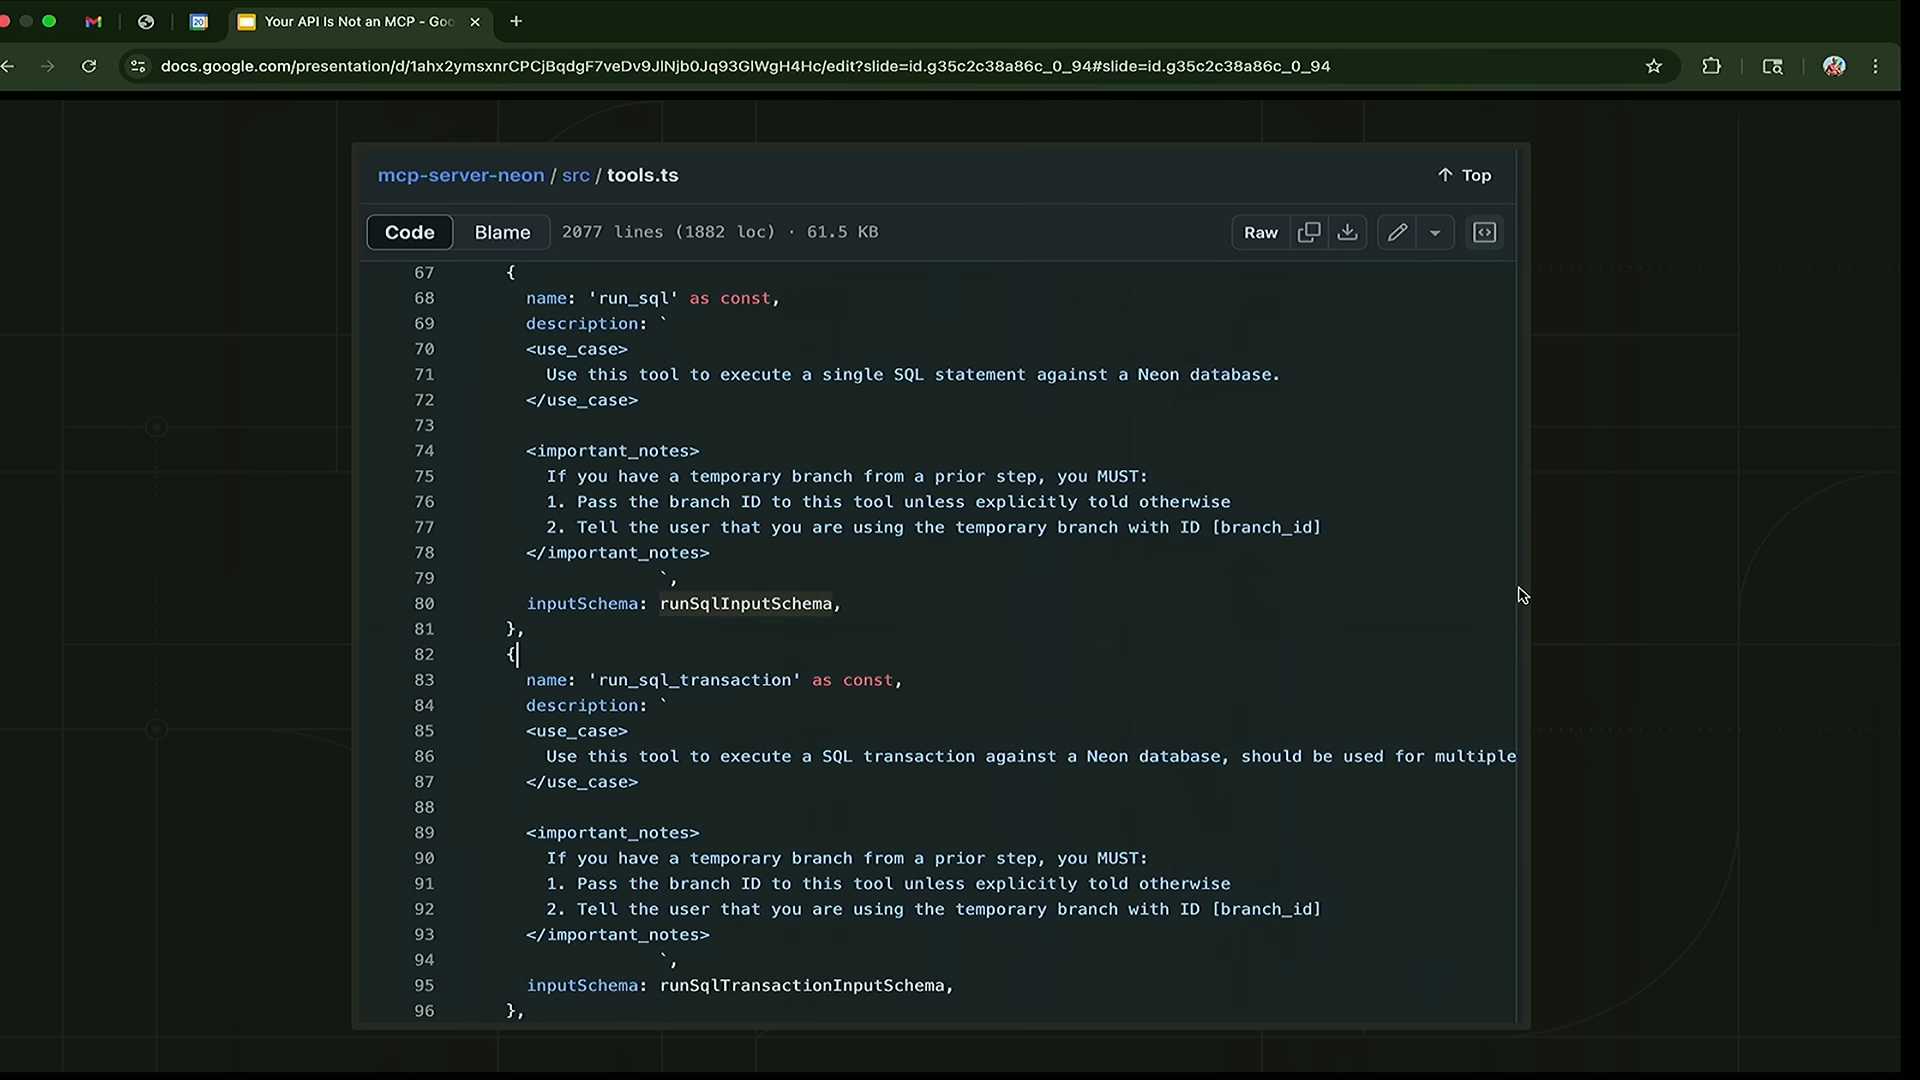 20
Your API Is Not an MCP - Goo
docs.google.com/presentation/d/1ahx2ymsxnrCPCjBqdgF7veDv9JlNjb0Jq93GlWgH4Hc/edit?slide=id.g35c2c38a86c_0_94#slide=id.g35c2c38a86c_0_94
mcp-server-neon / src / tools.ts
Top
Code Blame 2077 lines (1882 loc) · 61.5 KB
Raw
67 {
68 name: 'run_sql' as const,
69 description: `
70 <use_case>
71 Use this tool to execute a single SQL statement against a Neon database.
72 </use_case>
73
74 <important_notes>
75 If you have a temporary branch from a prior step, you MUST:
76 1. Pass the branch ID to this tool unless explicitly told otherwise
77 2. Tell the user that you are using the temporary branch with ID [branch_id]
78 </important_notes>
79 `,
80 inputSchema: runSqlInputSchema,
81 },
82 {
83 name: 'run_sql_transaction' as const,
84 description: `
85 <use_case>
86 Use this tool to execute a SQL transaction against a Neon database, should be used for multiple
87 </use_case>
88
89 <important_notes>
90 If you have a temporary branch from a prior step, you MUST:
91 1. Pass the branch ID to this tool unless explicitly told otherwise
92 2. Tell the user that you are using the temporary branch with ID [branch_id]
93 </important_notes>
94 `,
95 inputSchema: runSqlTransactionInputSchema,
96 },